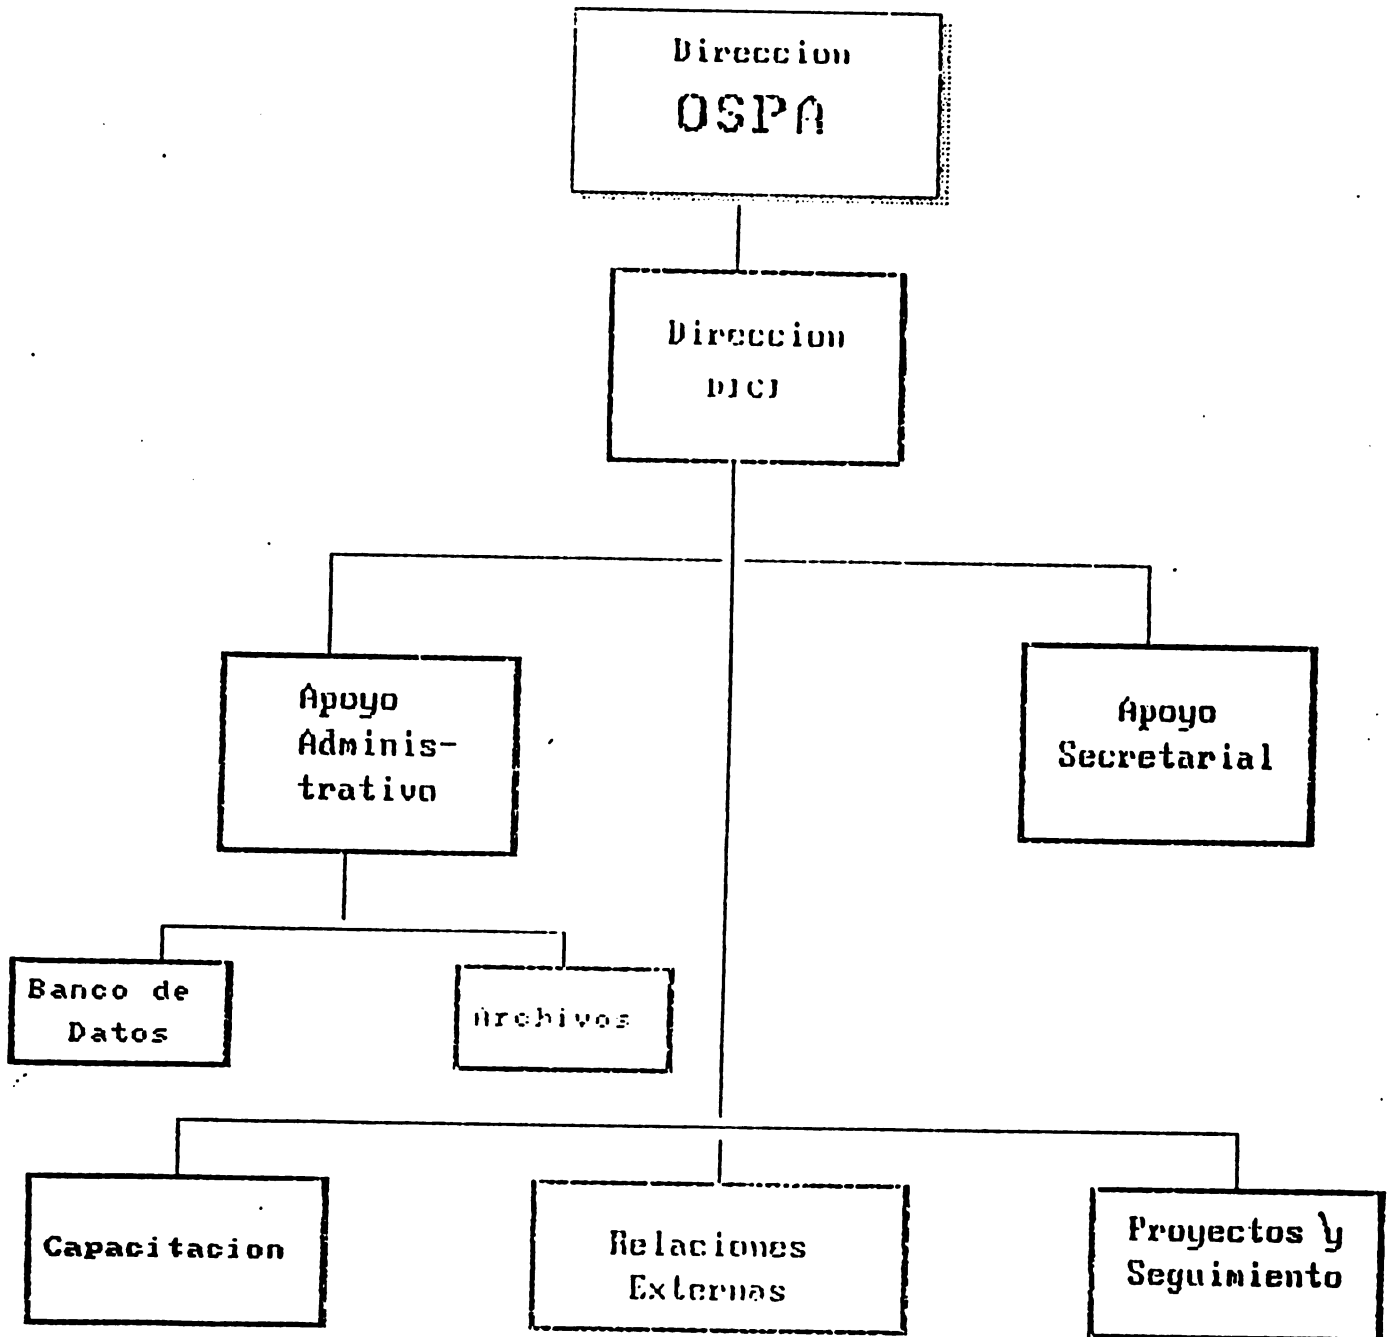 Direccion
OSPA
Direccion
DICI
Apoyo
Adminis-
trativo
Apoyo
Secretarial
Banco de
Datos
Archivos
Capacitacion
Relaciones
Externas
Proyectos y
Seguimiento